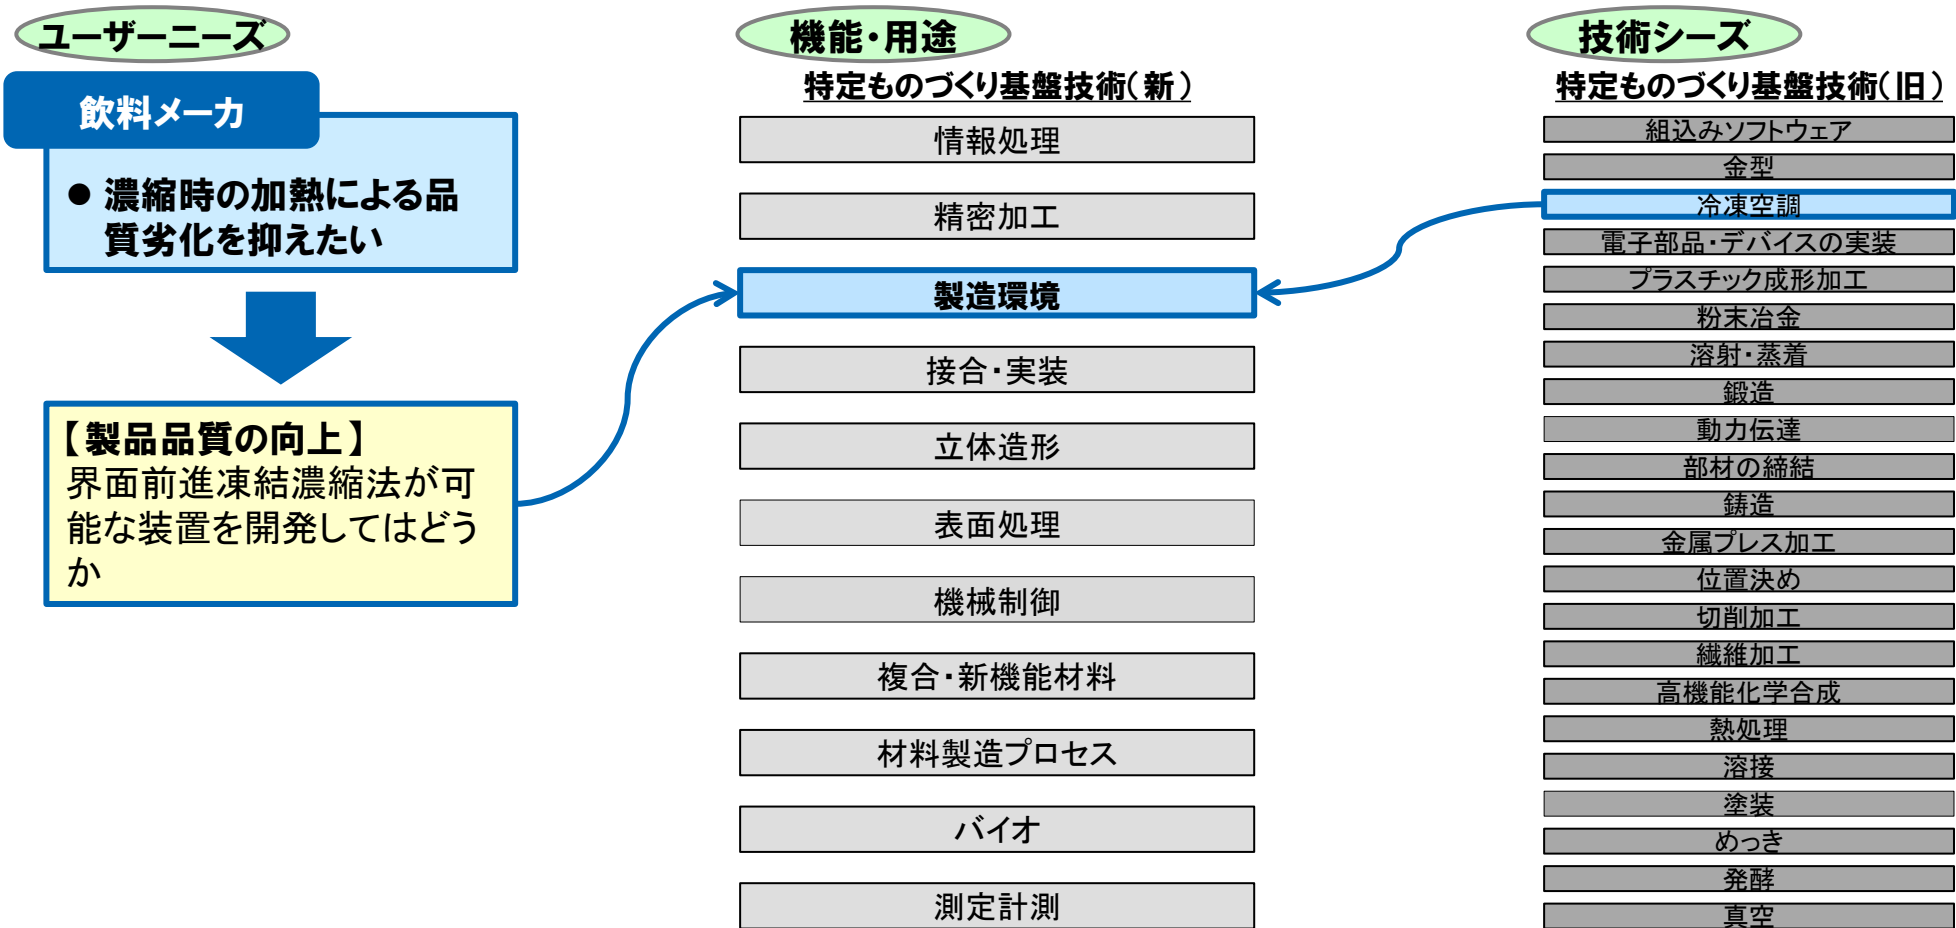 ユーザーニーズ
飲料メーカ
● 濃縮時の加熱による品
質劣化を抑えたい
【製品品質の向上】
界面前進凍結濃縮法が可
能な装置を開発してはどう
か
機能・用途
特定ものづくり基盤技術(新)
情報処理
精密加工
製造環境
接合・実装
立体造形
表面処理
機械制御
複合・新機能材料
材料製造プロセス
バイオ
測定計測
技術シーズ
特定ものづくり基盤技術(旧)
組込みソフトウェア
金型
冷凍空調
電子部品・デバイスの実装
プラスチック成形加工
粉末冶金
溶射・蒸着
鍛造
動力伝達
部材の締結
鋳造
金属プレス加工
位置決め
切削加工
繊維加工
高機能化学合成
熱処理
溶接
塗装
めっき
発酵
真空